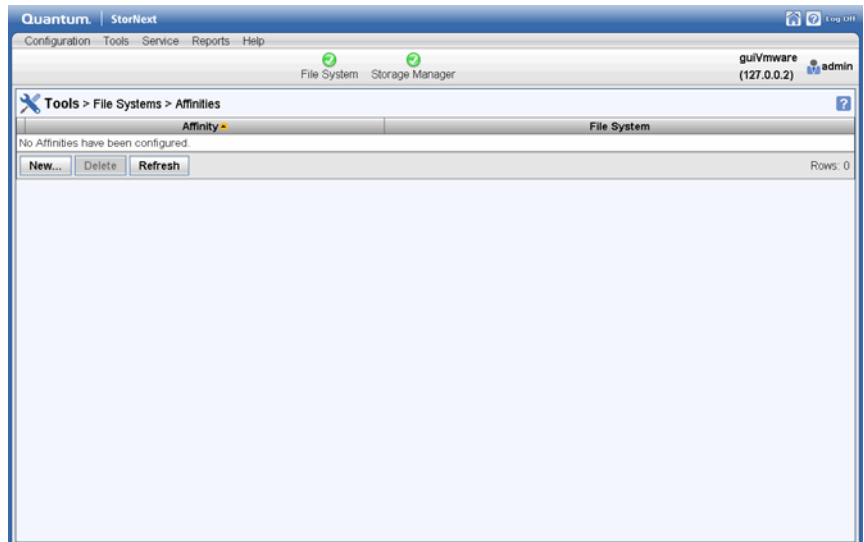 Quantum. StorNext Log Off
Configuration Tools Service Reports Help
File System Storage Manager
guiVmware
(127.0.0.2)
admin
Tools > File Systems > Affinities ?
Affinity File System
No Affinities have been configured.
New... Delete Refresh Rows: 0